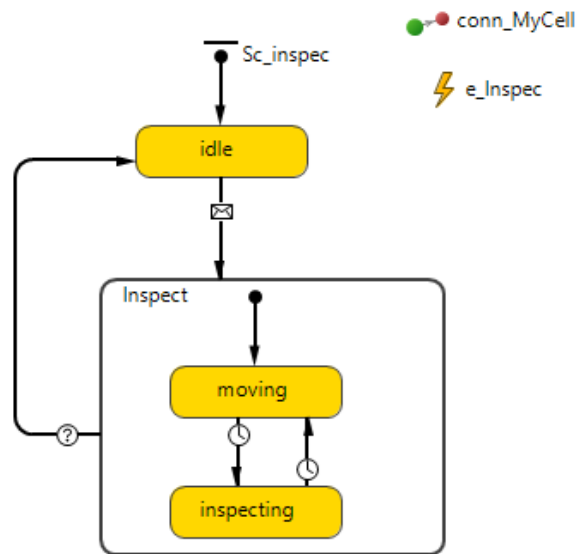 conn_MyCell
Sc_inspec
e_Inspec
idle
Inspect
moving
?
inspecting